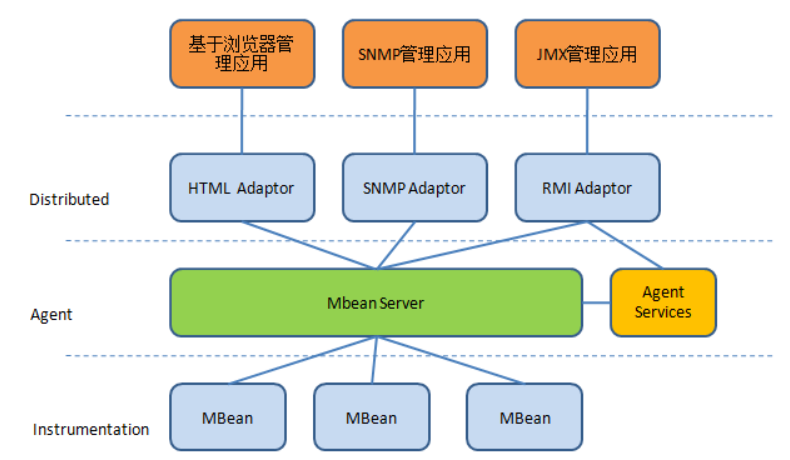 基于浏览器管
理应用
SNMP管理应用
JMX管理应用
HTML Adaptor
SNMP Adaptor
RMI Adaptor
Distributed
Mbean Server
Agent
Services
Agent
MBean
MBean
MBean
Instrumentation